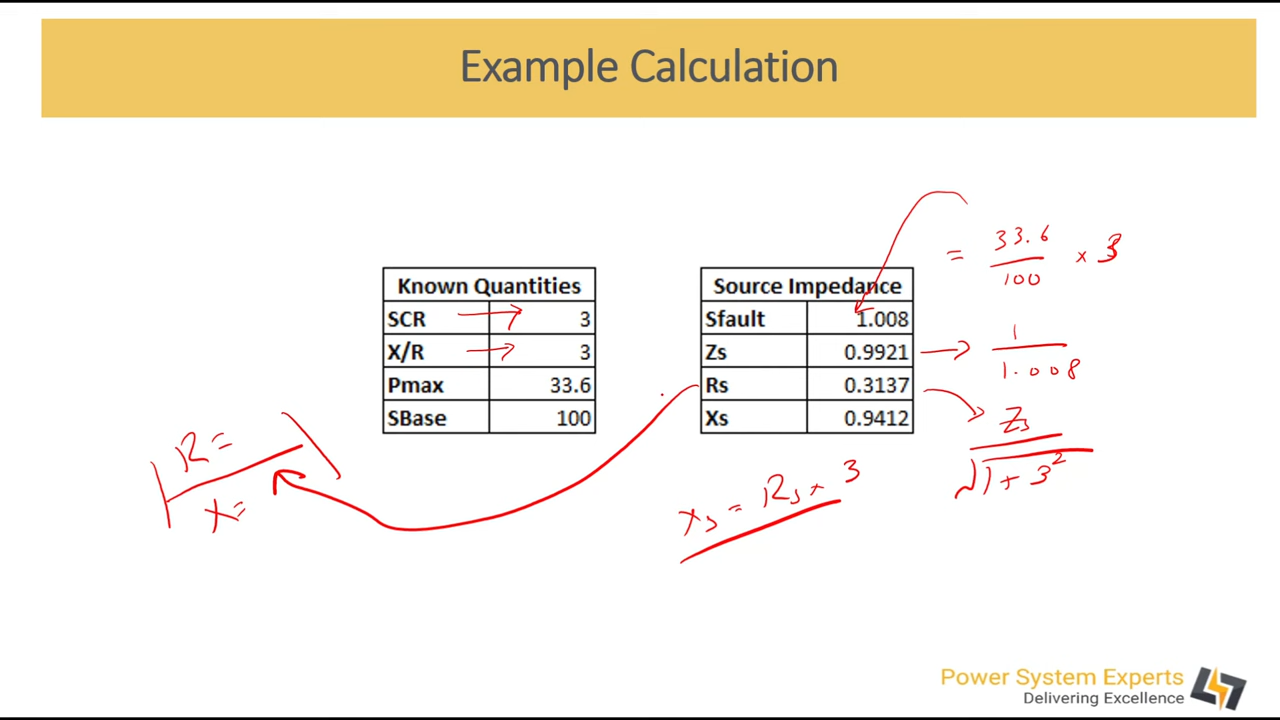 Example Calculation
Known Quantities
SCR 3
X/R 3
Pmax 33.6
SBase 100
Source Impedance
Sfault 1.008
Zs 0.9921
Rs 0.3137
Xs 0.9412
= 33.6 / 100 × 3
1 / 1.008
Zs / √1 + 3²
Xs = Rs × 3
R =
X =
Power System Experts
Delivering Excellence